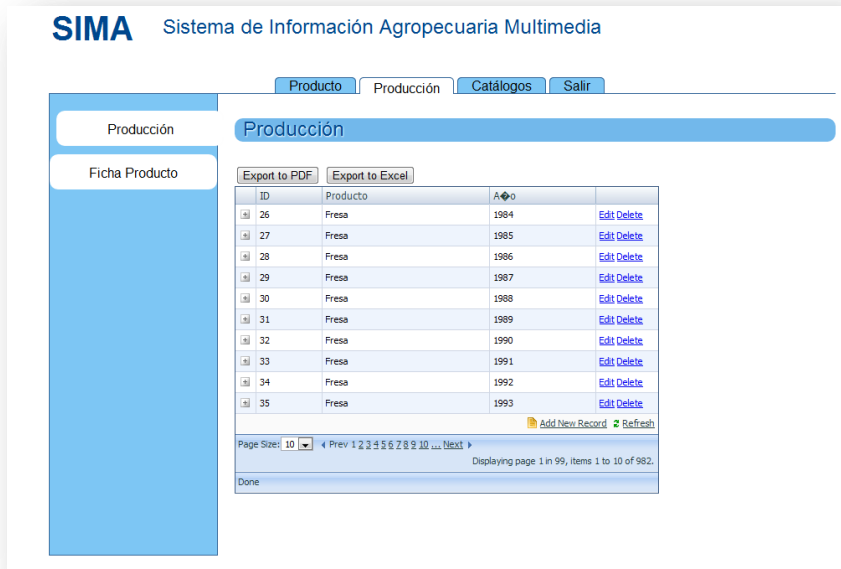 SIMA Sistema de Información Agropecuaria Multimedia
Producto Producción Catálogos Salir
Producción
Ficha Producto
Producción
Export to PDF Export to Excel
ID Producto A�o
26 Fresa 1984 Edit Delete
27 Fresa 1985 Edit Delete
28 Fresa 1986 Edit Delete
29 Fresa 1987 Edit Delete
30 Fresa 1988 Edit Delete
31 Fresa 1989 Edit Delete
32 Fresa 1990 Edit Delete
33 Fresa 1991 Edit Delete
34 Fresa 1992 Edit Delete
35 Fresa 1993 Edit Delete
Add New Record Refresh
Page Size: 10 Prev 1 2 3 4 5 6 7 8 9 10 ... Next
Displaying page 1 in 99, items 1 to 10 of 982.
Done